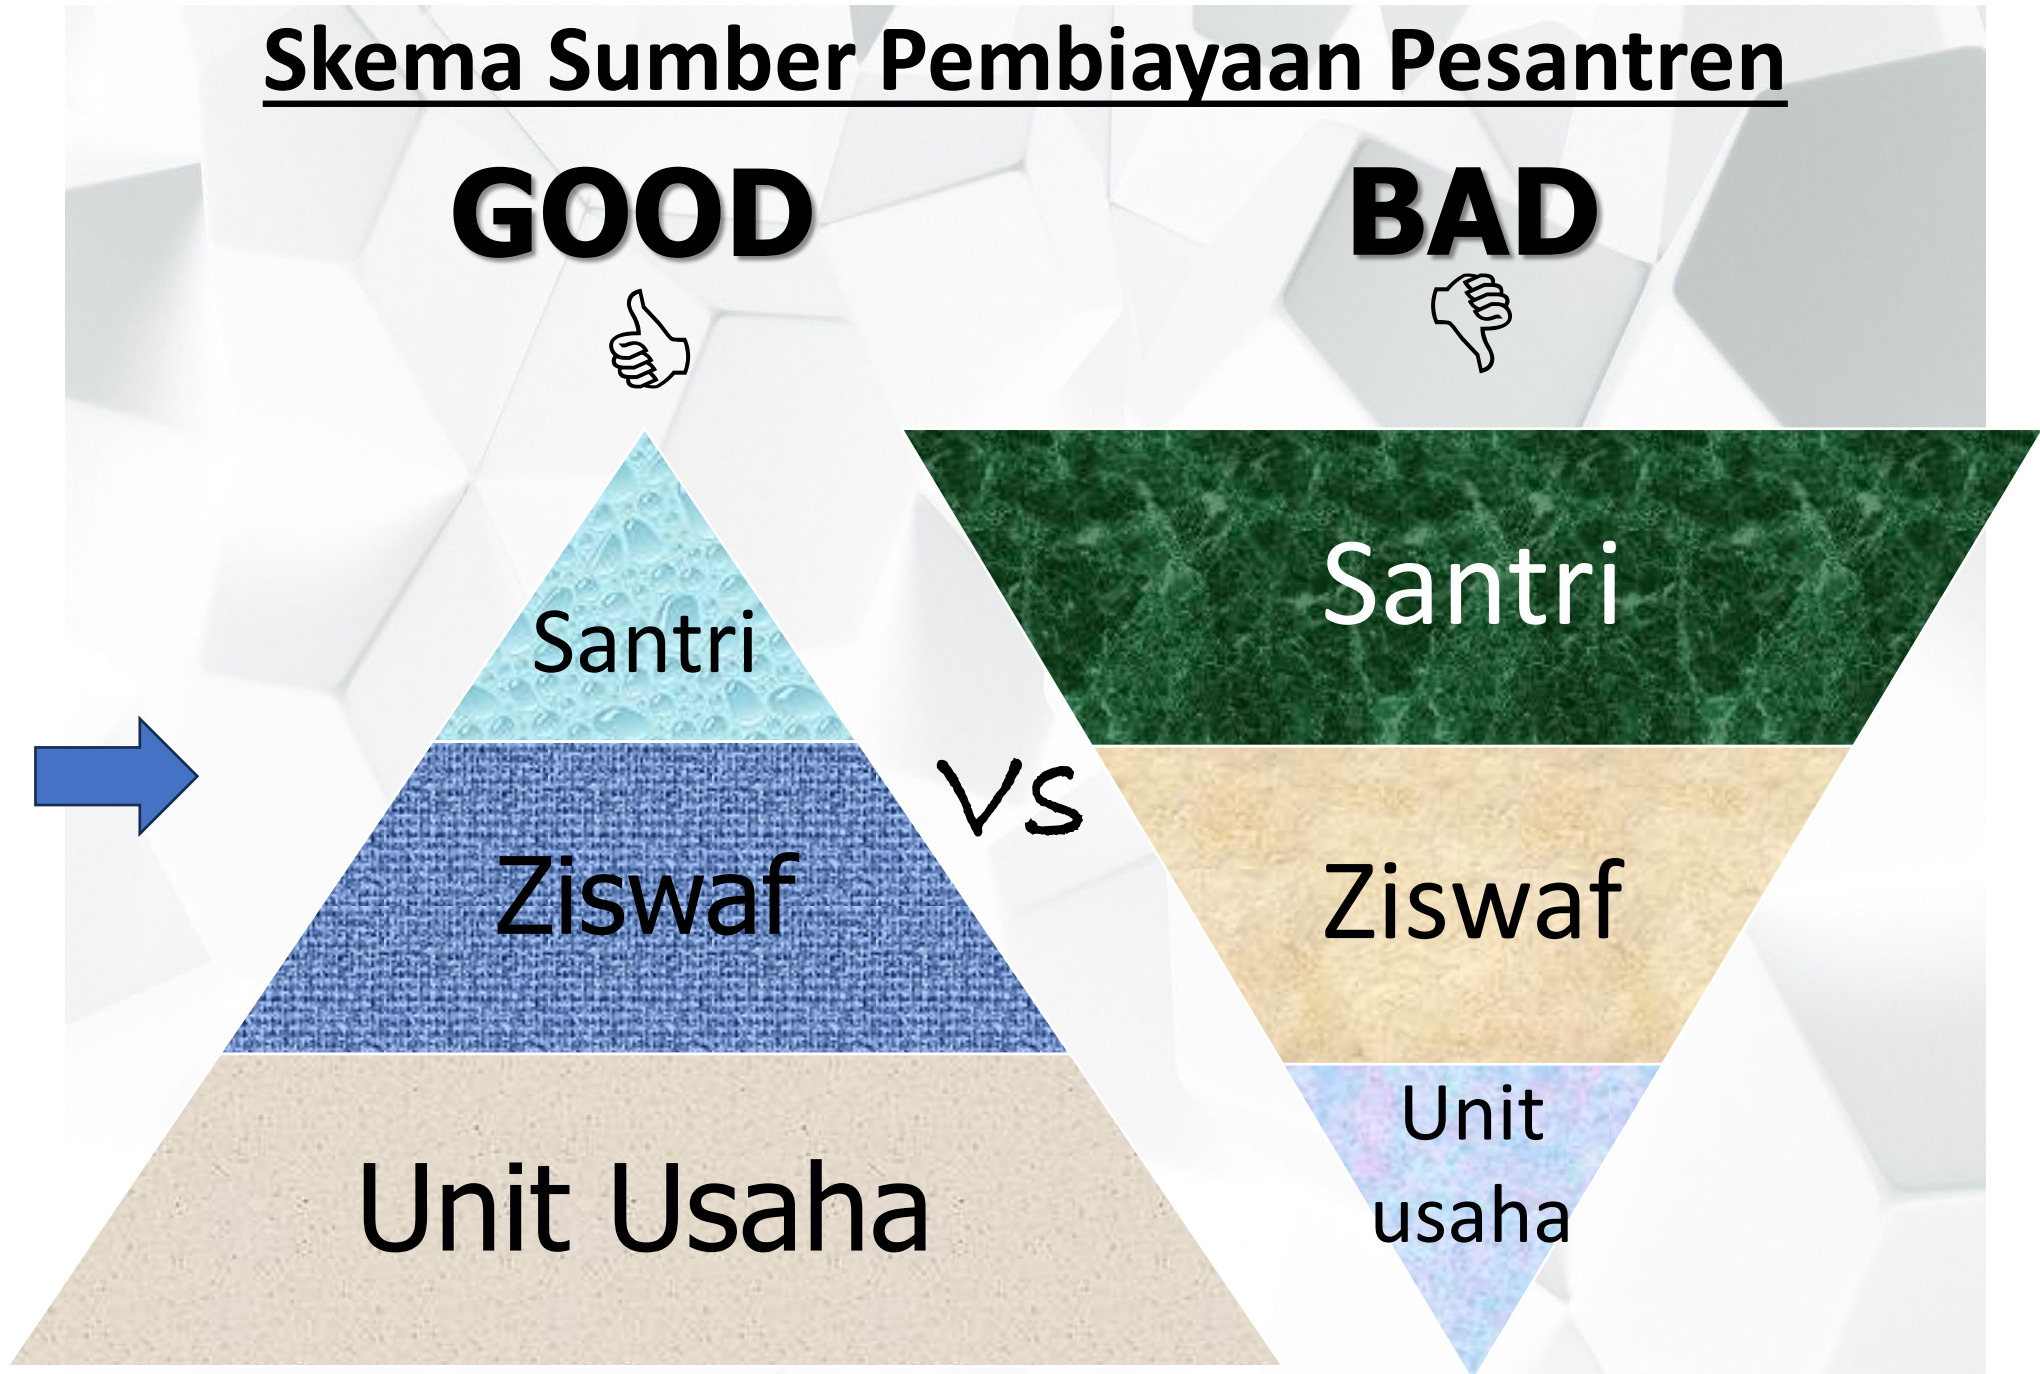 Skema Sumber Pembiayaan Pesantren
GOOD
BAD
Santri
Ziswaf
Unit Usaha
Vs
Santri
Ziswaf
Unit
usaha